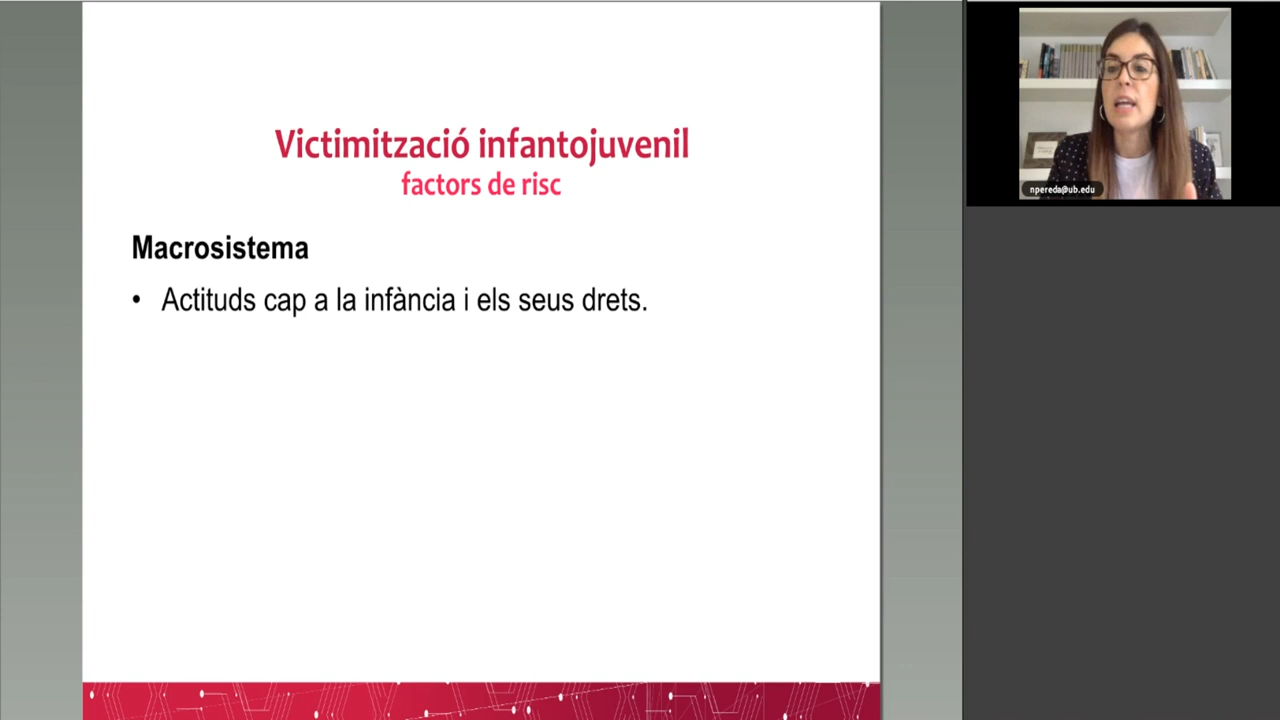 Victimització infantojuvenil
factors de risc
Macrosistema
• Actituds cap a la infància i els seus drets.
npereda@ub.edu